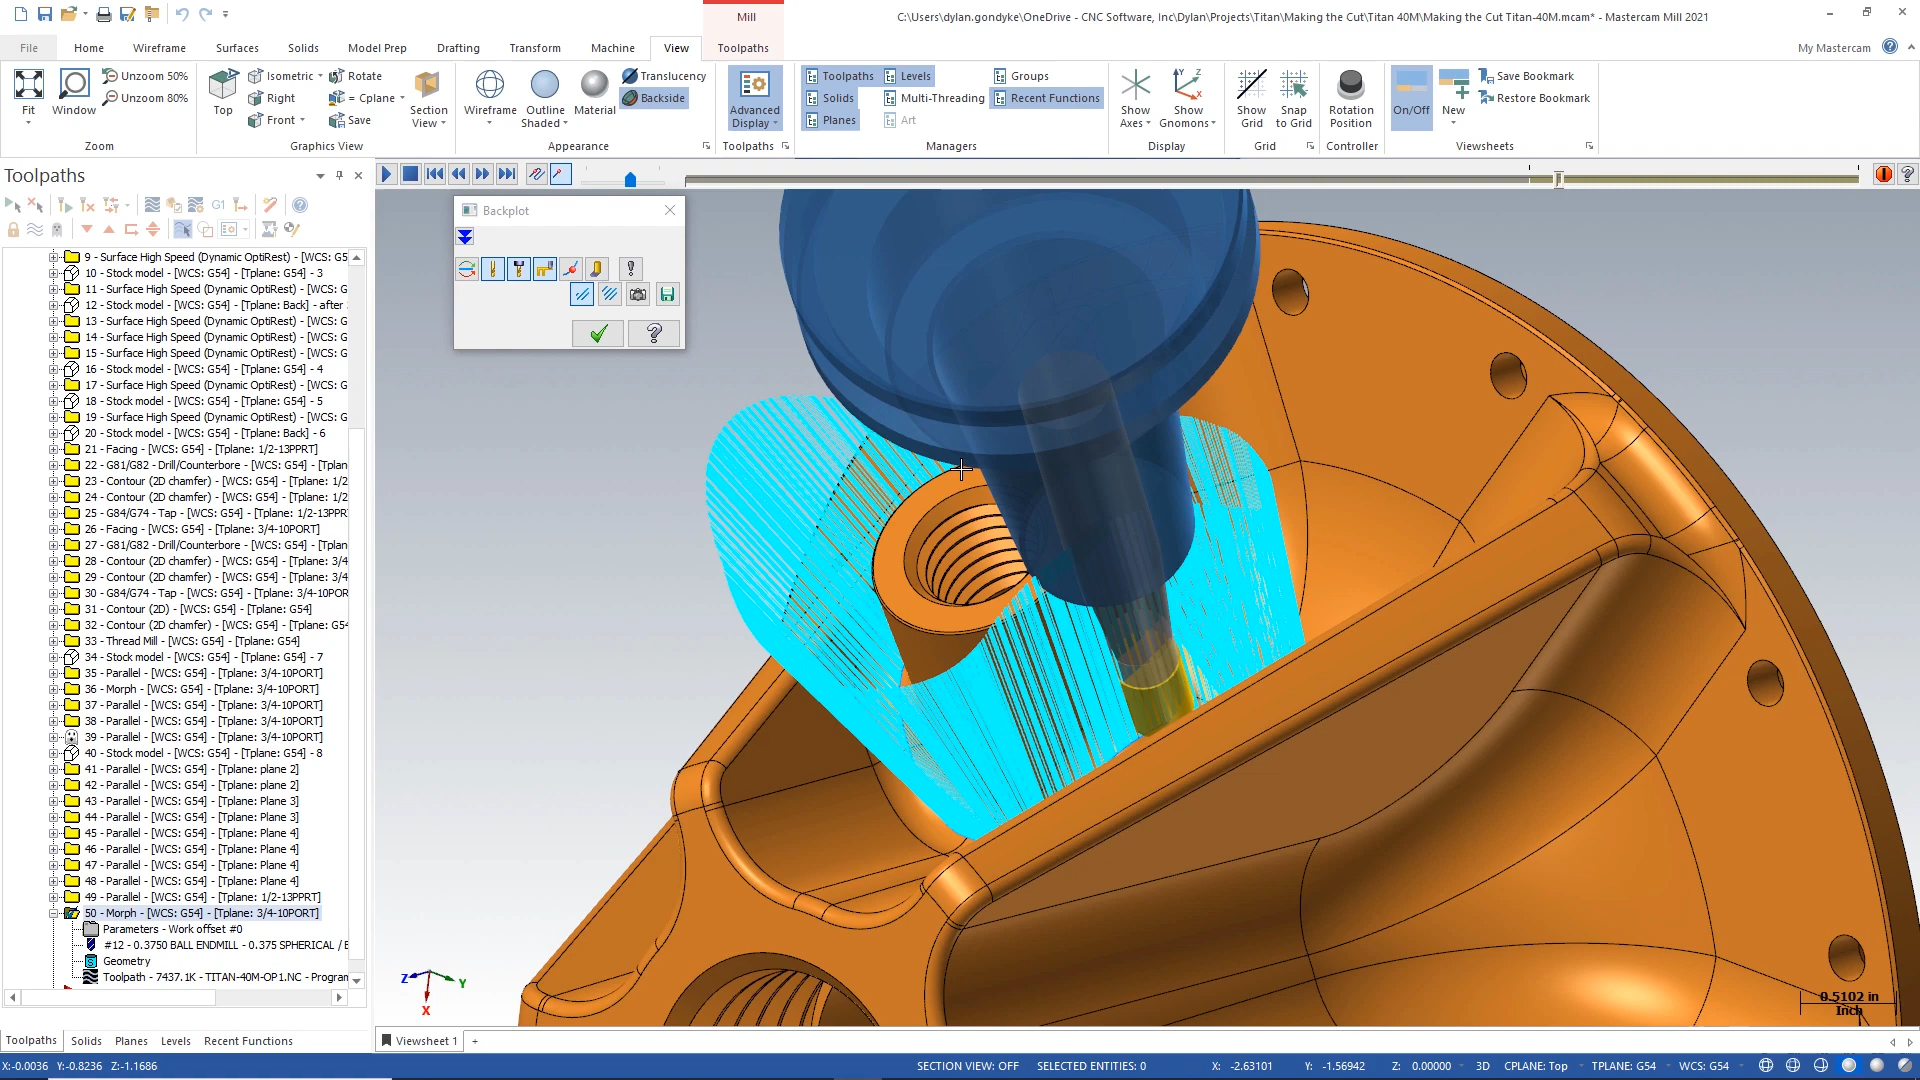 Mill
C:\Users\dylan.gondyke\OneDrive - CNC Software, Inc\Dylan\Projects\Titan\Making the Cut\Titan 40M\Making the Cut Titan-40M.mcam* - Mastercam Mill 2021
File Home Wireframe Surfaces Solids Model Prep Drafting Transform Machine View Toolpaths My Mastercam
Fit
Window
Unzoom 50%
Unzoom 80%
Zoom
Top
Isometric
Right
Front
Rotate
= Cplane
Save
Section View
Graphics View
Wireframe
Outline Shaded
Material
Translucency
Backside
Appearance
Advanced Display
Toolpaths
Toolpaths Levels Groups
Solids Multi-Threading Recent Functions
Planes Art
Managers
Show Axes
Show Gnomons
Display
Show Grid
Snap to Grid
Grid
Rotation Position
Controller
On/Off
New
Save Bookmark
Restore Bookmark
Viewsheets
Toolpaths
G1
Backplot
9 - Surface High Speed (Dynamic OptiRest) - [WCS: G5
10 - Stock model - [WCS: G54] - [Tplane: G54] - 3
11 - Surface High Speed (Dynamic OptiRest) - [WCS: G
12 - Stock model - [WCS: G54] - [Tplane: Back] - after
13 - Surface High Speed (Dynamic OptiRest) - [WCS: G
14 - Surface High Speed (Dynamic OptiRest) - [WCS: G
15 - Surface High Speed (Dynamic OptiRest) - [WCS: G
16 - Stock model - [WCS: G54] - [Tplane: G54] - 4
17 - Surface High Speed (Dynamic OptiRest) - [WCS: G
18 - Stock model - [WCS: G54] - [Tplane: G54] - 5
19 - Surface High Speed (Dynamic OptiRest) - [WCS: G
20 - Stock model - [WCS: G54] - [Tplane: Back] - 6
21 - Facing - [WCS: G54] - [Tplane: 1/2-13PPRT]
22 - G81/G82 - Drill/Counterbore - [WCS: G54] - [Tplan
23 - Contour (2D chamfer) - [WCS: G54] - [Tplane: 1/2
24 - Contour (2D chamfer) - [WCS: G54] - [Tplane: 1/2
25 - G84/G74 - Tap - [WCS: G54] - [Tplane: 1/2-13PPR
26 - Facing - [WCS: G54] - [Tplane: 3/4-10PORT]
27 - G81/G82 - Drill/Counterbore - [WCS: G54] - [Tplan
28 - Contour (2D chamfer) - [WCS: G54] - [Tplane: 3/4
29 - Contour (2D chamfer) - [WCS: G54] - [Tplane: 3/4
30 - G84/G74 - Tap - [WCS: G54] - [Tplane: 3/4-10POR
31 - Contour (2D) - [WCS: G54] - [Tplane: G54]
32 - Contour (2D chamfer) - [WCS: G54] - [Tplane: G54
33 - Thread Mill - [WCS: G54] - [Tplane: G54]
34 - Stock model - [WCS: G54] - [Tplane: G54] - 7
35 - Parallel - [WCS: G54] - [Tplane: 3/4-10PORT]
36 - Morph - [WCS: G54] - [Tplane: 3/4-10PORT]
37 - Parallel - [WCS: G54] - [Tplane: 3/4-10PORT]
38 - Parallel - [WCS: G54] - [Tplane: 3/4-10PORT]
39 - Parallel - [WCS: G54] - [Tplane: 3/4-10PORT]
40 - Stock model - [WCS: G54] - [Tplane: G54] - 8
41 - Parallel - [WCS: G54] - [Tplane: plane 2]
42 - Parallel - [WCS: G54] - [Tplane: plane 2]
43 - Parallel - [WCS: G54] - [Tplane: Plane 3]
44 - Parallel - [WCS: G54] - [Tplane: Plane 3]
45 - Parallel - [WCS: G54] - [Tplane: Plane 4]
46 - Parallel - [WCS: G54] - [Tplane: Plane 4]
47 - Parallel - [WCS: G54] - [Tplane: Plane 4]
48 - Parallel - [WCS: G54] - [Tplane: Plane 4]
49 - Parallel - [WCS: G54] - [Tplane: 1/2-13PPRT]
50 - Morph - [WCS: G54] - [Tplane: 3/4-10PORT]
Parameters - Work offset #0
#12 - 0.3750 BALL ENDMILL - 0.375 SPHERICAL / E
Geometry
Toolpath - 7437.1K - TITAN-40M-OP1.NC - Program
Z Y
X
0.5102 in
Inch
Toolpaths Solids Planes Levels Recent Functions
Viewsheet 1 +
X:-0.0036 Y:-0.8236 Z:-1.1686
SECTION VIEW: OFF SELECTED ENTITIES: 0 X: -2.63101 Y: -1.56942 Z: 0.00000 3D CPLANE: Top TPLANE: G54 WCS: G54